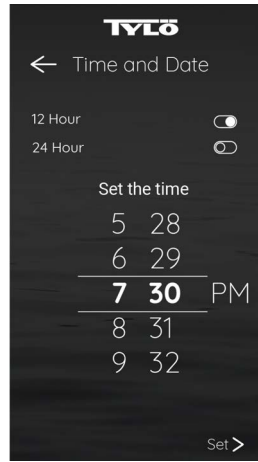 TYLÖ
Time and Date
12 Hour
24 Hour
Set the time
5 28
6 29
7 30 PM
8 31
9 32
Set >